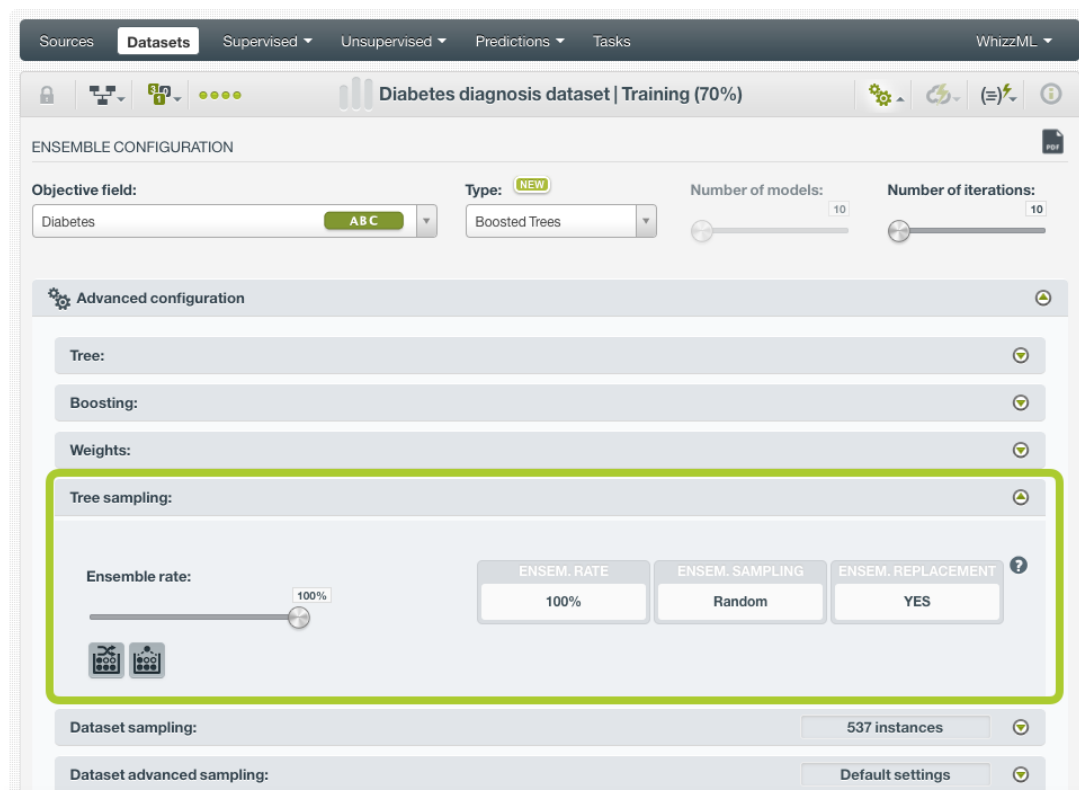 Sources Datasets Supervised Unsupervised Predictions Tasks WhizzML
Diabetes diagnosis dataset | Training (70%)
ENSEMBLE CONFIGURATION
PDF
Objective field: Type: NEW Number of models: Number of iterations:
Diabetes ABC Boosted Trees 10 10
Advanced configuration
Tree:
Boosting:
Weights:
Tree sampling:
Ensemble rate: 100%
ENSEM. RATE ENSEM. SAMPLING ENSEM. REPLACEMENT ?
100% Random YES
Dataset sampling: 537 instances
Dataset advanced sampling: Default settings